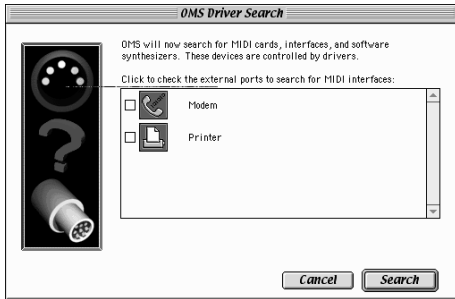 OMS Driver Search
OMS will now search for MIDI cards, interfaces, and software
synthesizers. These devices are controlled by drivers.
Click to check the external ports to search for MIDI interfaces:
Modem
Printer
Cancel Search